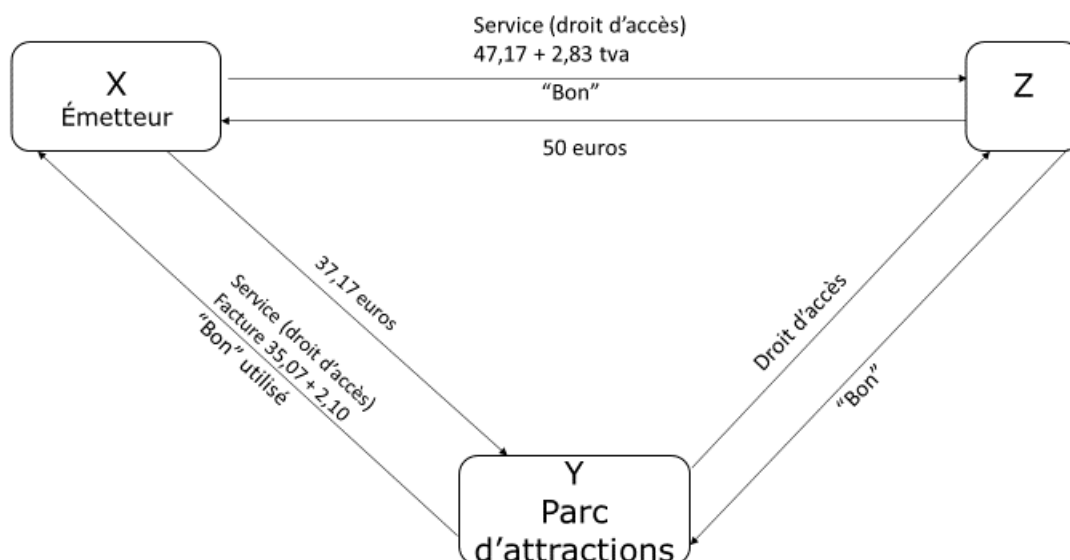 Service (droit d’accès)
47,17 + 2,83 tva
“Bon”
50 euros
X
Émetteur
Z
37,17 euros
Service (droit d’accès)
Facture 35,07 + 2,10
“Bon” utilisé
Droit d’accès
“Bon”
Y
Parc
d’attractions